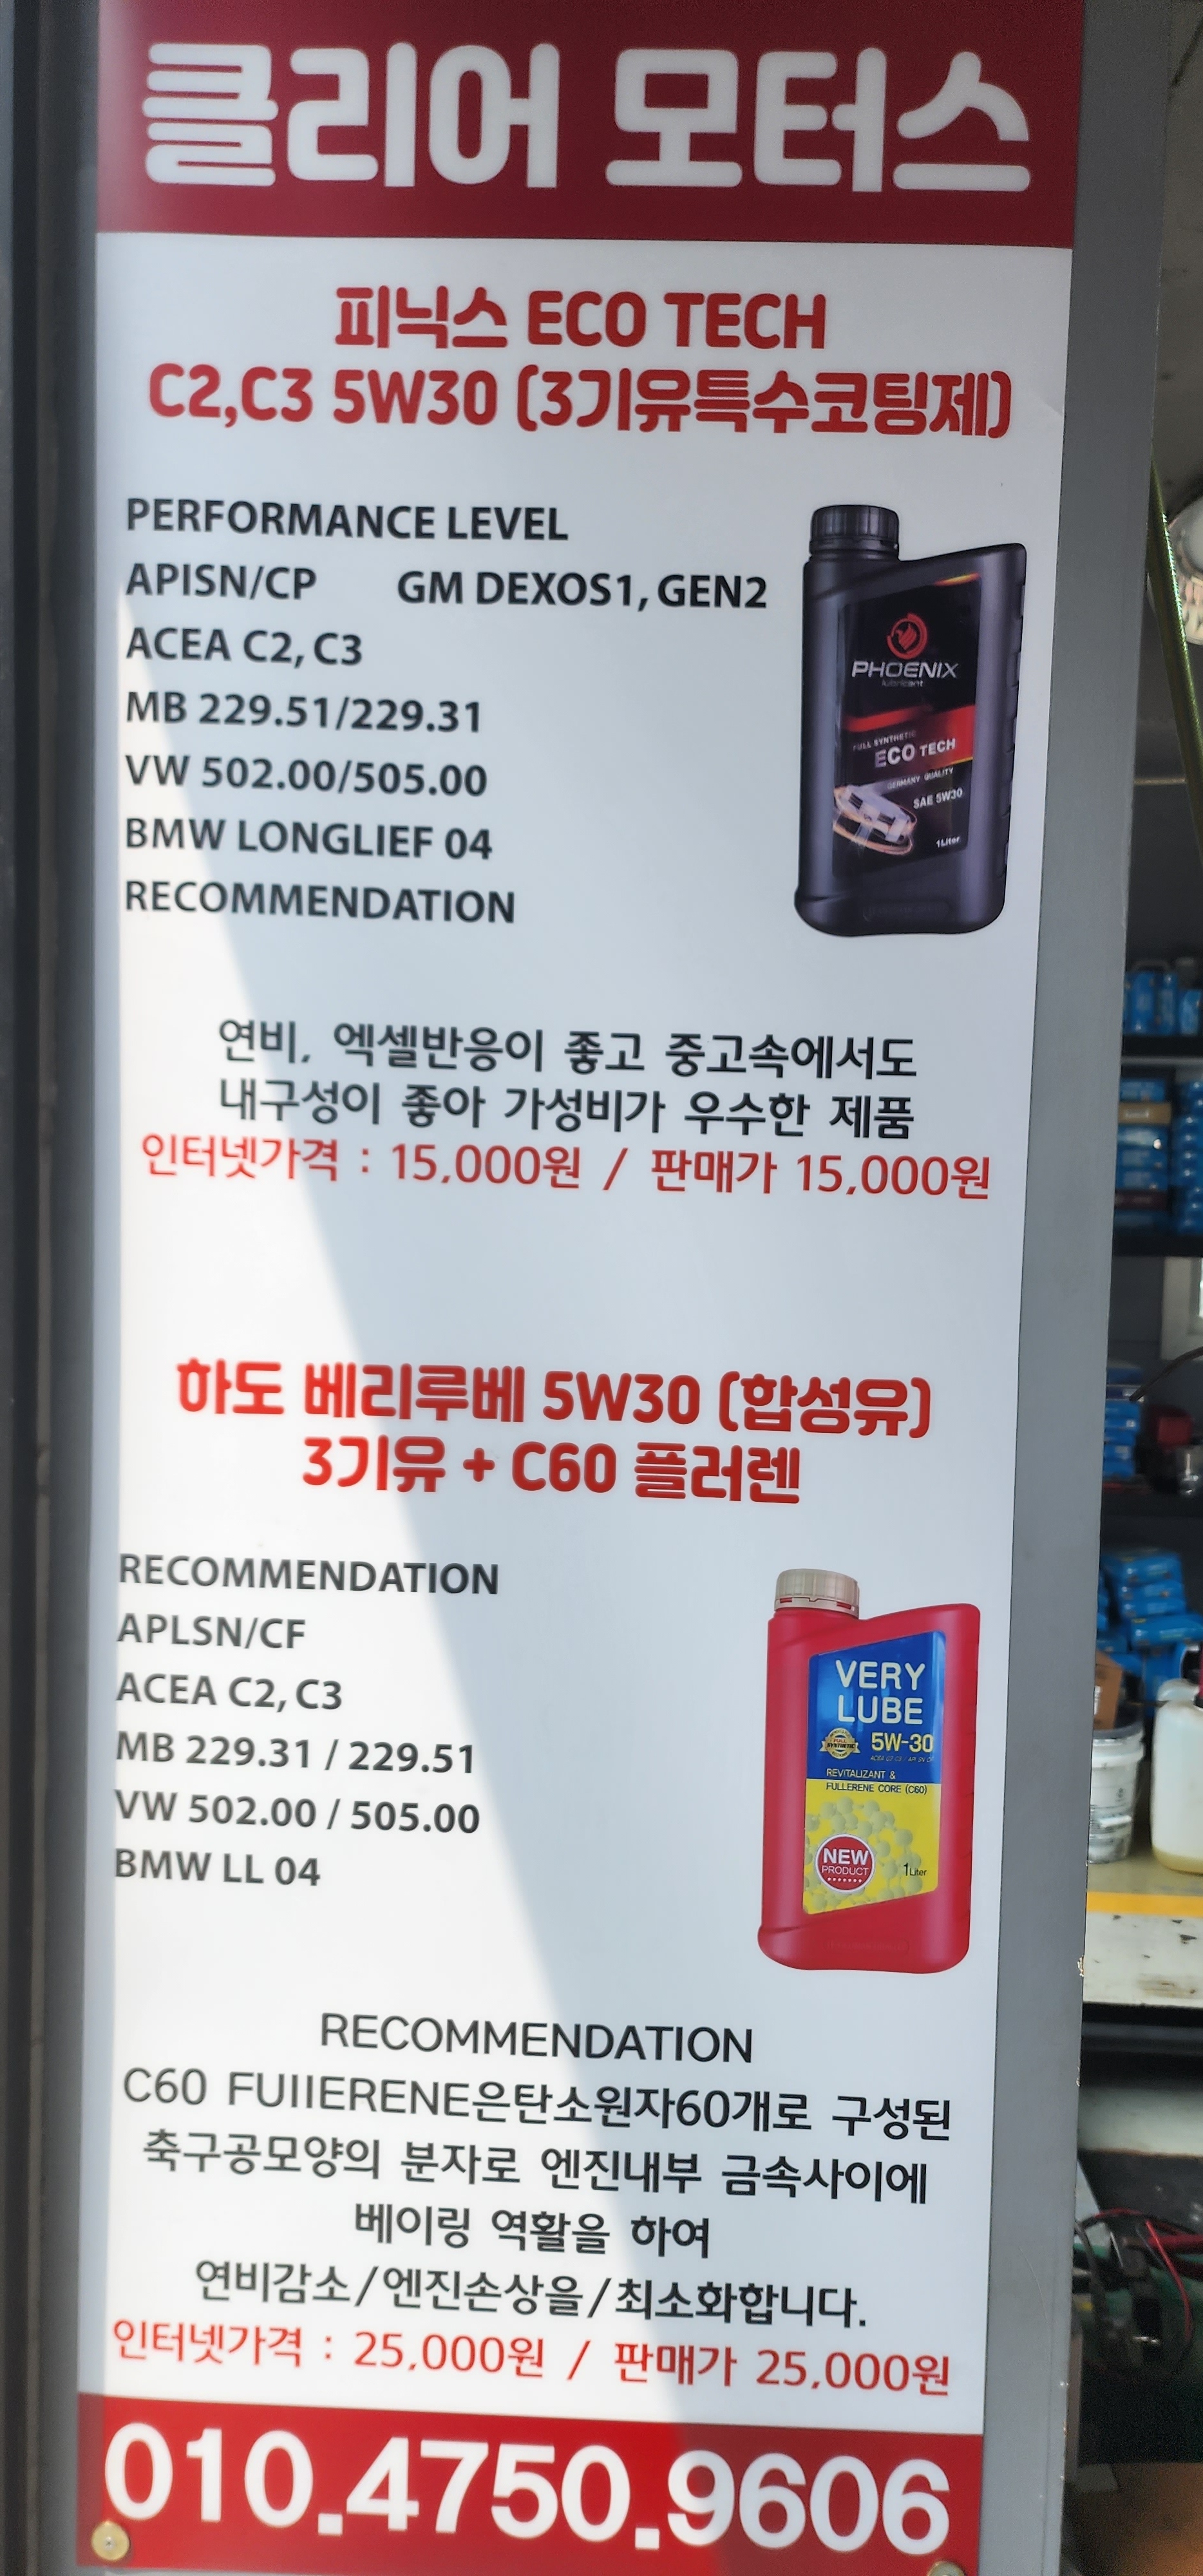 클리어 모터스
피닉스 ECO TECH
C2,C3 5W30 (3기유특수코팅제)
PERFORMANCE LEVEL
APISN/CP GM DEXOS1, GEN2
ACEA C2, C3
MB 229.51/229.31
VW 502.00/505.00
BMW LONGLIEF 04
RECOMMENDATION
PHOENIX
lubricant
FULL SYNTHETIC
ECO TECH
GERMANY QUALITY
SAE 5W30
1Liter
연비, 엑셀반응이 좋고 중고속에서도
내구성이 좋아 가성비가 우수한 제품
인터넷가격 : 15,000원 / 판매가 15,000원
하도 베리루베 5W30 (합성유)
3기유 + C60 플러렌
RECOMMENDATION
APLSN/CF
ACEA C2, C3
MB 229.31 / 229.51
VW 502.00 / 505.00
BMW LL 04
VERY
LUBE
5W-30
REVITALIZANT &
FULLERENE CORE (C60)
NEW
PRODUCT
1Liter
RECOMMENDATION
C60 FUIIERENE은탄소원자60개로 구성된
축구공모양의 분자로 엔진내부 금속사이에
베이링 역활을 하여
연비감소/엔진손상을/최소화합니다.
인터넷가격 : 25,000원 / 판매가 25,000원
010.4750.9606